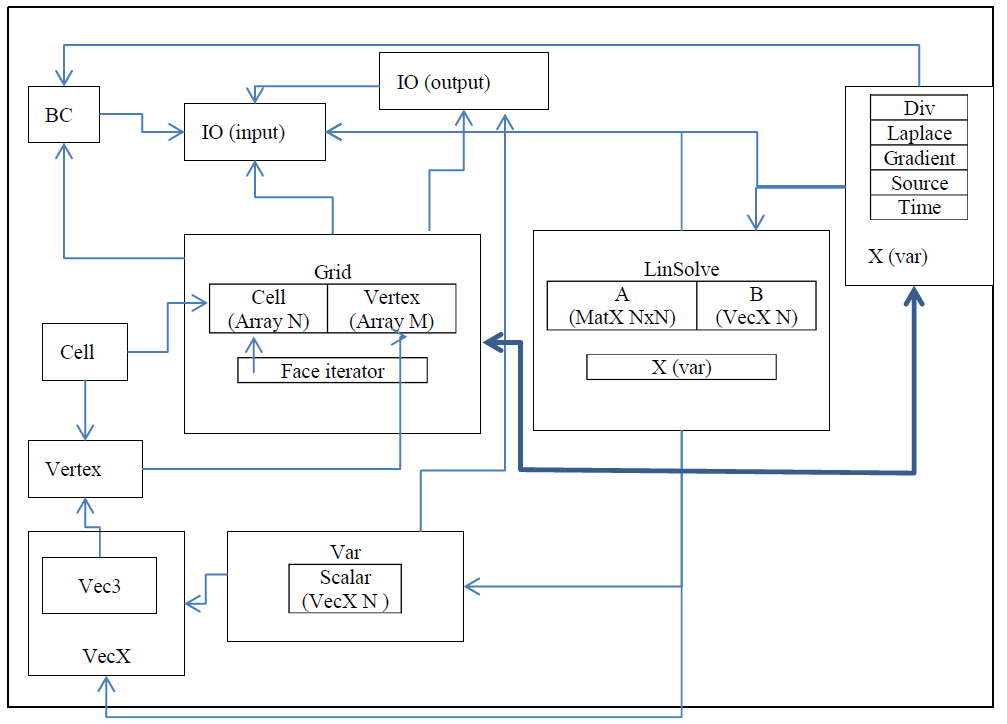 IO (output)
BC
IO (input)
Div
Laplace
Gradient
Source
Time
X (var)
Grid
Cell
(Array N)
Vertex
(Array M)
Face iterator
LinSolve
A
(MatX NxN)
B
(VecX N)
X (var)
Cell
Vertex
Vec3
VecX
Var
Scalar
(VecX N )